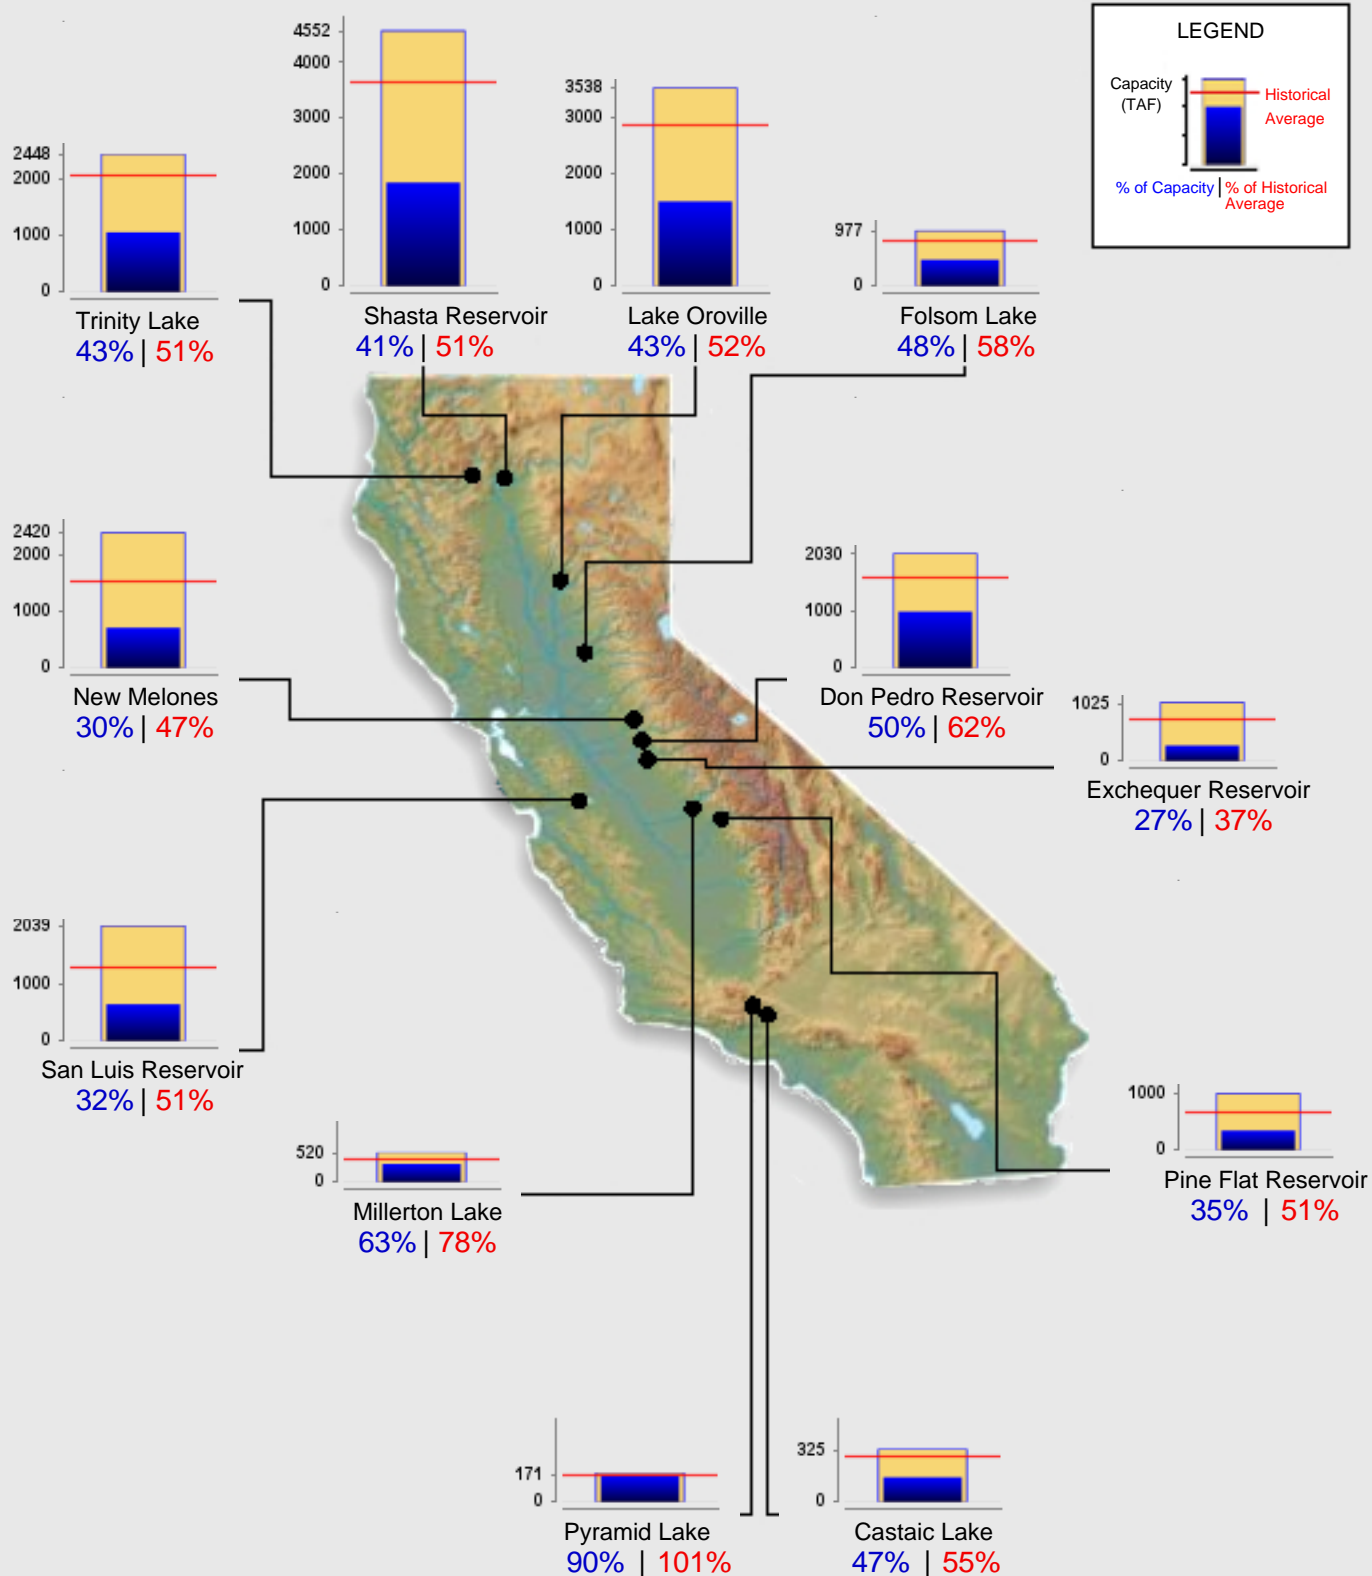 LEGEND
Capacity
(TAF)
Historical
Average
% of Capacity | % of Historical
Average
4552
4000
3000
2000
1000
0
Shasta Reservoir
41% | 51%
3538
3000
2000
1000
0
Lake Oroville
43% | 52%
977
0
Folsom Lake
48% | 58%
2448
2000
1000
0
Trinity Lake
43% | 51%
2420
2000
1000
0
New Melones
30% | 47%
2030
1000
0
Don Pedro Reservoir
50% | 62%
1025
0
Exchequer Reservoir
27% | 37%
2039
1000
0
San Luis Reservoir
32% | 51%
520
0
Millerton Lake
63% | 78%
1000
0
Pine Flat Reservoir
35% | 51%
171
0
Pyramid Lake
90% | 101%
325
0
Castaic Lake
47% | 55%